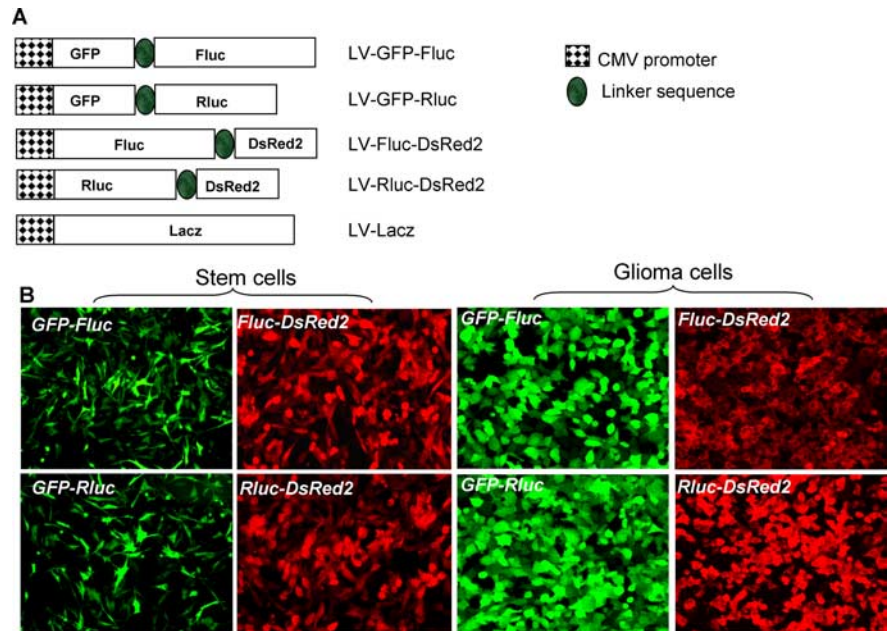 A
GFP Fluc LV-GFP-Fluc
CMV promoter
GFP Rluc LV-GFP-Rluc
Linker sequence
Fluc DsRed2 LV-Fluc-DsRed2
Rluc DsRed2 LV-Rluc-DsRed2
Lacz LV-Lacz
Stem cells Glioma cells
B
GFP-Fluc Fluc-DsRed2 GFP-Fluc Fluc-DsRed2
GFP-Rluc Rluc-DsRed2 GFP-Rluc Rluc-DsRed2